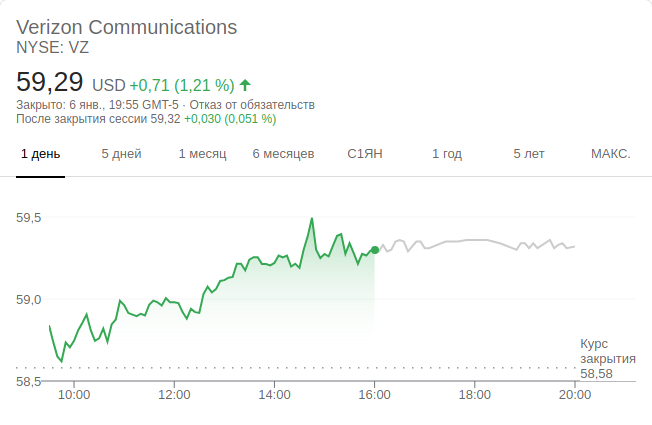 Verizon Communications
NYSE: VZ
59,29 USD +0,71 (1,21 %)
Закрыто: 6 янв., 19:55 GMT-5 · Отказ от обязательств
После закрытия сессии 59,32 +0,030 (0,051 %)
1 день 5 дней 1 месяц 6 месяцев С1ЯН 1 год 5 лет МАКС.
59,5
59,0
Курс
закрытия
58,58
58,5
10:00 12:00 14:00 16:00 18:00 20:00